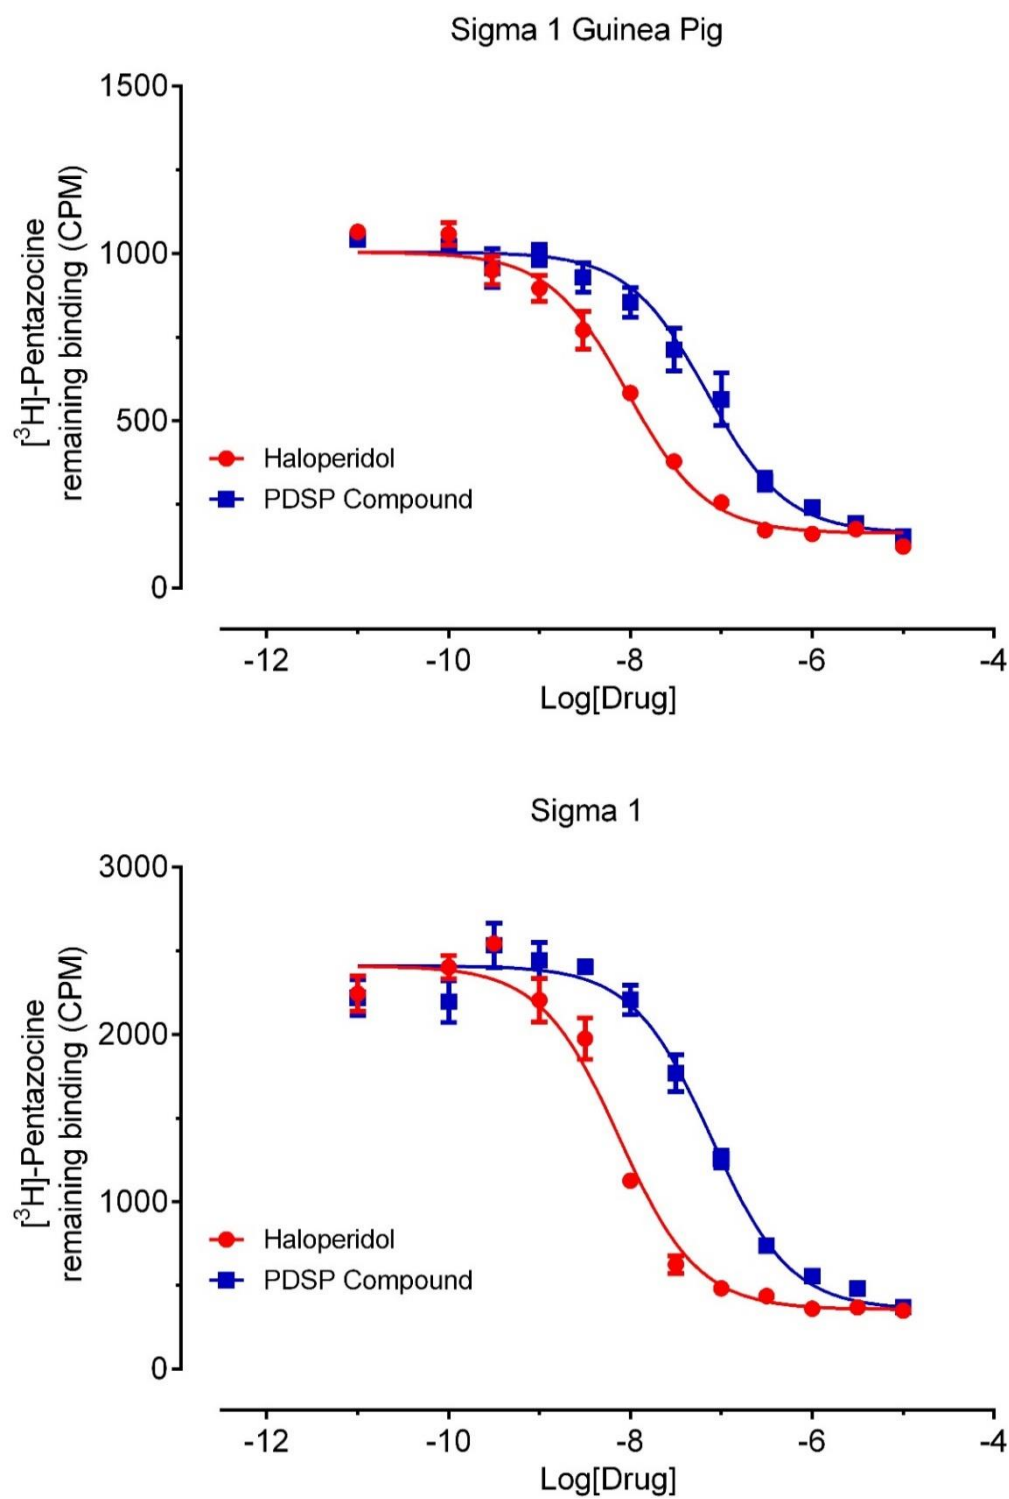 Sigma 1 Guinea Pig
1500
1000
500
0
[³H]-Pentazocine
remaining binding (CPM)
Haloperidol
PDSP Compound
-12 -10 -8 -6 -4
Log[Drug]
Sigma 1
3000
2000
1000
0
[³H]-Pentazocine
remaining binding (CPM)
Haloperidol
PDSP Compound
-12 -10 -8 -6 -4
Log[Drug]